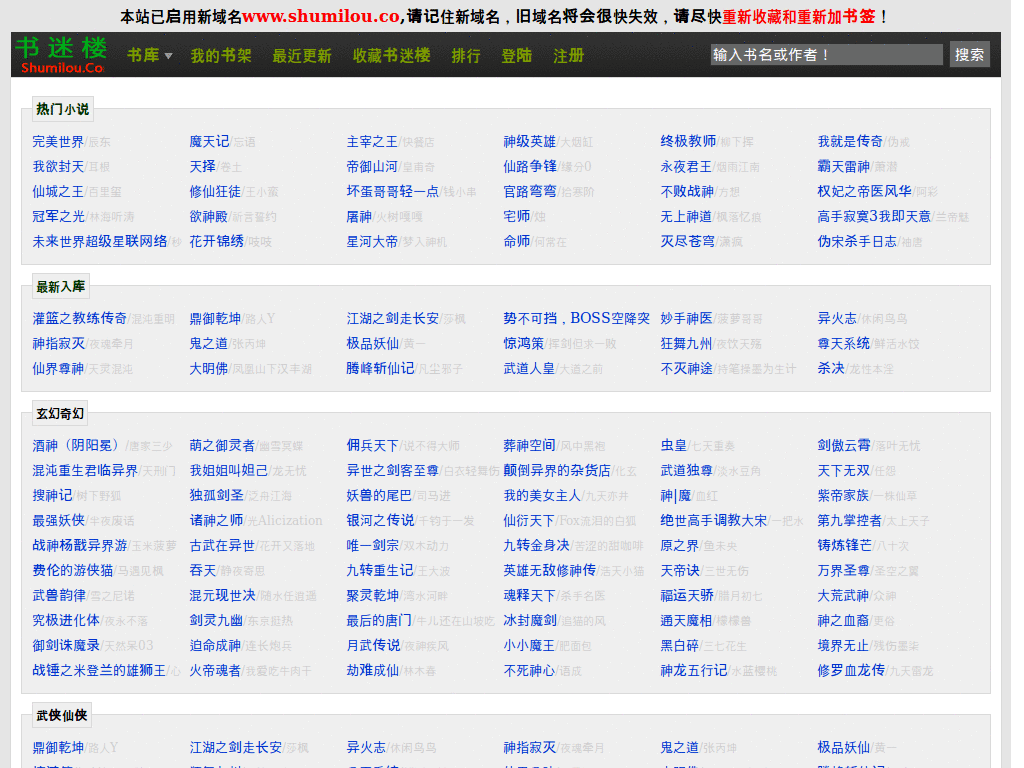 本站已启用新域名www.shumilou.co,请记住新域名，旧域名将会很快失效，请尽快重新收藏和重新加书签！
书迷楼 书库 我的书架 最近更新 收藏书迷楼 排行 登陆 注册 输入书名或作者！ 搜索
Shumilou.Co
热门小说
完美世界/辰东 魔天记/忘语 主宰之王/快餐店 神级英雄/大烟缸 终极教师/柳下挥 我就是传奇/伪戒
我欲封天/耳根 天择/卷土 帝御山河/皇甫奇 仙路争锋/缘分0 永夜君王/烟雨江南 霸天雷神/萧潜
仙城之王/百里玺 修仙狂徒/王小蛮 坏蛋哥哥轻一点/钱小串 官路弯弯/拾寒阶 不败战神/方想 权妃之帝医风华/阿彩
冠军之光/林海听涛 欲神殿/祈言誓约 屠神/火树嘎嘎 宅师/烛 无上神道/枫落忆痕 高手寂寞3我即天意/兰帝魅
未来世界超级星联网络/秒 花开锦绣/吱吱 星河大帝/梦入神机 命师/何常在 灭尽苍穹/潇疯 伪宋杀手日志/袖唐
最新入库
灌篮之教练传奇/混沌重明 鼎御乾坤/路人Y 江湖之剑走长安/莎枫 势不可挡，BOSS空降突 妙手神医/菠萝哥哥 异火志/休闲鸟鸟
神指寂灭/夜魂牵月 鬼之道/张丙坤 极品妖仙/黄一 惊鸿策/挥剑但求一败 狂舞九州/夜饮天殇 尊天系统/鲜活水饺
仙界尊神/天灵混沌 大明佛/凤凰山下汉丰湖 腾峰斩仙记/凡尘邪子 武道人皇/大道之前 不灭神途/持笔操墨为生计 杀决/龙性本淫
玄幻奇幻
酒神（阴阳冕）/唐家三少 萌之御灵者/幽雪冥蝶 佣兵天下/说不得大师 葬神空间/风中黑袍 虫皇/七天重奏 剑傲云霄/落叶无忧
混沌重生君临异界/天刑门 我姐姐叫妲己/龙无忧 异世之剑客至尊/白衣轻舞伤 颠倒异界的杂货店/化玄 武道独尊/淡水豆角 天下无双/任怨
搜神记/树下野狐 独孤剑圣/泛舟江海 妖兽的尾巴/司马进 我的美女主人/九天亦井 神|魔/血红 紫帝家族/一株仙草
最强妖侠/半夜废话 诸神之师/光Alicization 银河之传说/千钧于一发 仙衍天下/Fox流泪的白狐 绝世高手调教大宋/一把水 第九掌控者/太上天子
战神杨戬异界游/玉米菠萝 古武在异世/花开又落地 唯一剑宗/双木动力 九转金身决/苦涩的甜咖啡 原之界/鱼未央 铸炼锋芒/八十次
费伦的游侠猫/马遇见枫 吞天/静夜寄思 九转重生记/王大波 英雄无敌修神传/浩天小猫 天帝诀/三世无伤 万界圣尊/圣空之翼
武兽韵律/雪之尼诺 混元现世决/随水任逍遥 聚灵乾坤/湾水河畔 魂释天下/杀手名医 福运天骄/腊月初七 大荒武神/众神
究极进化体/夜永不落 剑灵九幽/东京旺热 最后的唐门/牛儿还在山坡吃 冰封魔剑/追猫的风 通天魔相/檬檬兽 神之血裔/更俗
御剑诛魔录/天然呆03 迫命成神/连长炮兵 月武传说/夜神疾风 小小魔王/肥面包 黑白碎/三七花生 境界无止/残伤墨柒
战锤之米登兰的雄狮王/心 火帝魂者/我爱吃牛肉干 劫难成仙/林木春 不死神心/语成 神龙五行记/水蓝樱桃 修罗血龙传/九天雷龙
武侠仙侠
鼎御乾坤/路人Y 江湖之剑走长安/莎枫 异火志/休闲鸟鸟 神指寂灭/夜魂牵月 鬼之道/张丙坤 极品妖仙/黄一